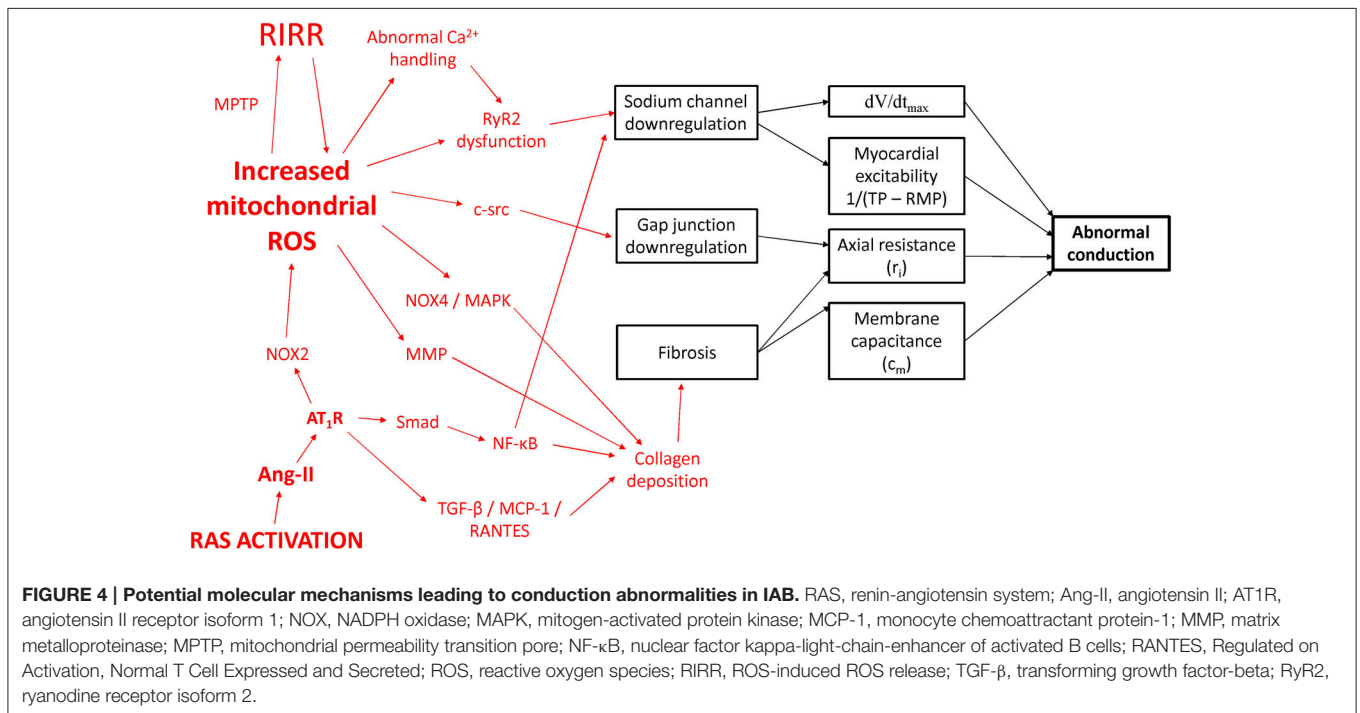 RIRR
Abnormal Ca²⁺
handling
MPTP
RyR2
dysfunction
Increased
mitochondrial
ROS
c-src
NOX4 / MAPK
NOX2
MMP
AT₁R
Smad
NF-κB
Ang-II
Collagen
deposition
TGF-β / MCP-1 /
RANTES
RAS ACTIVATION
Sodium channel
downregulation
Gap junction
downregulation
Fibrosis
dV/dtₘₐₓ
Myocardial
excitability
1/(TP – RMP)
Axial resistance
(rᵢ)
Membrane
capacitance
(cₘ)
Abnormal
conduction
FIGURE 4 | Potential molecular mechanisms leading to conduction abnormalities in IAB. RAS, renin-angiotensin system; Ang-II, angiotensin II; AT1R,
angiotensin II receptor isoform 1; NOX, NADPH oxidase; MAPK, mitogen-activated protein kinase; MCP-1, monocyte chemoattractant protein-1; MMP, matrix
metalloproteinase; MPTP, mitochondrial permeability transition pore; NF-κB, nuclear factor kappa-light-chain-enhancer of activated B cells; RANTES, Regulated on
Activation, Normal T Cell Expressed and Secreted; ROS, reactive oxygen species; RIRR, ROS-induced ROS release; TGF-β, transforming growth factor-beta; RyR2,
ryanodine receptor isoform 2.